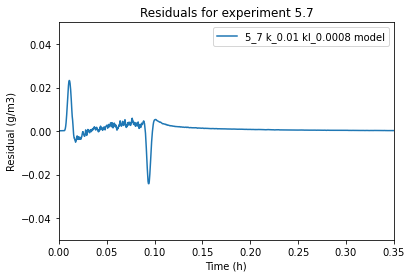 Residuals for experiment 5.7
5_7 k_0.01 kl_0.0008 model
Residual (g/m3)
0.04
0.02
0.00
−0.02
−0.04
0.00 0.05 0.10 0.15 0.20 0.25 0.30 0.35
Time (h)